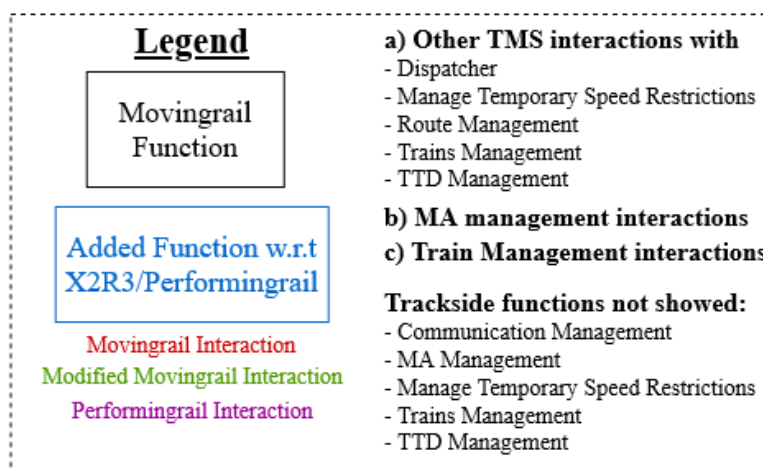 Legend
Movingrail
Function
Added Function w.r.t
X2R3/Performingrail
Movingrail Interaction
Modified Movingrail Interaction
Performingrail Interaction
a) Other TMS interactions with
- Dispatcher
- Manage Temporary Speed Restrictions
- Route Management
- Trains Management
- TTD Management
b) MA management interactions
c) Train Management interactions
Trackside functions not showed:
- Communication Management
- MA Management
- Manage Temporary Speed Restrictions
- Trains Management
- TTD Management